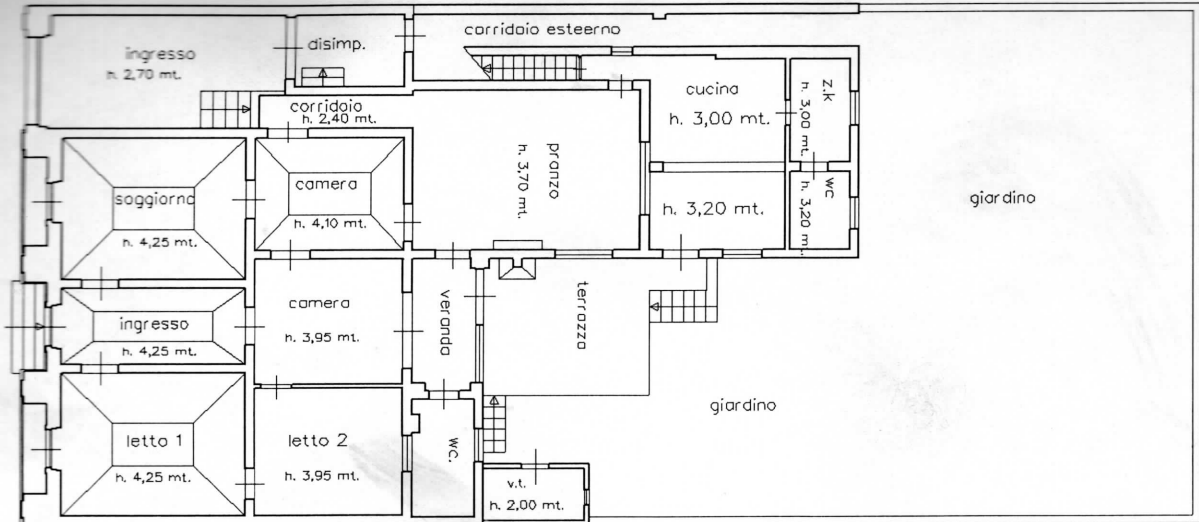 corridoio esteerno
disimp.
ingresso
h. 2,70 mt.
corridoio
h. 2,40 mt.
cucina
h. 3,00 mt.
z.k
h. 3,00 mt.
pranzo
h. 3,70 mt.
camera
h. 4,10 mt.
soggiorno
h. 4,25 mt.
h. 3,20 mt.
wc
h. 3,20 mt.
giardino
ingresso
h. 4,25 mt.
camera
h. 3,95 mt.
veranda
terrazza
giardino
letto 1
h. 4,25 mt.
letto 2
h. 3,95 mt.
wc.
v.t.
h. 2,00 mt.